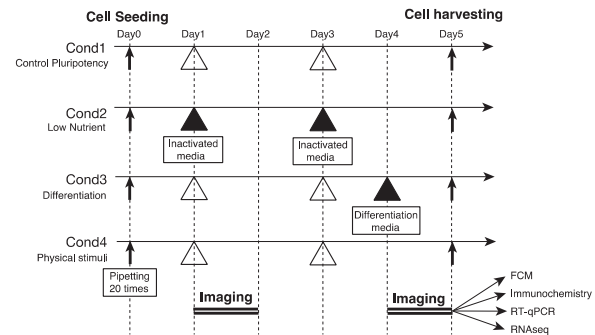 Cell Seeding
Cell harvesting
Day0 Day1 Day2 Day3 Day4 Day5
Cond1
Control Pluripotency
Cond2
Low Nutrient
Inactivated
media
Inactivated
media
Cond3
Differentiation
Differentiation
media
Cond4
Physical stimuli
Pipetting
20 times
Imaging
Imaging
FCM
Immunochemistry
RT-qPCR
RNAseq